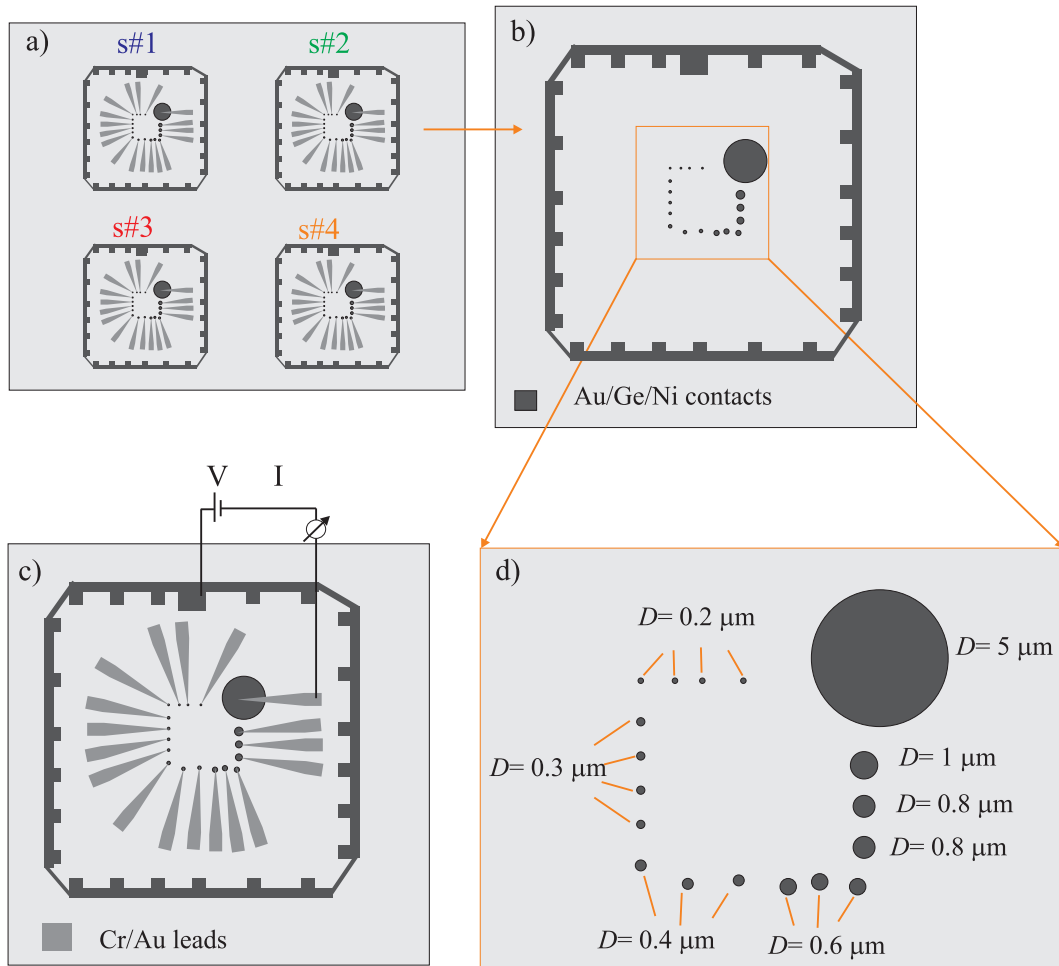 a)
s#1
s#2
s#3
s#4
b)
Au/Ge/Ni contacts
V
I
c)
Cr/Au leads
d)
D= 0.2 µm
D= 5 µm
D= 0.3 µm
D= 1 µm
D= 0.8 µm
D= 0.8 µm
D= 0.4 µm
D= 0.6 µm